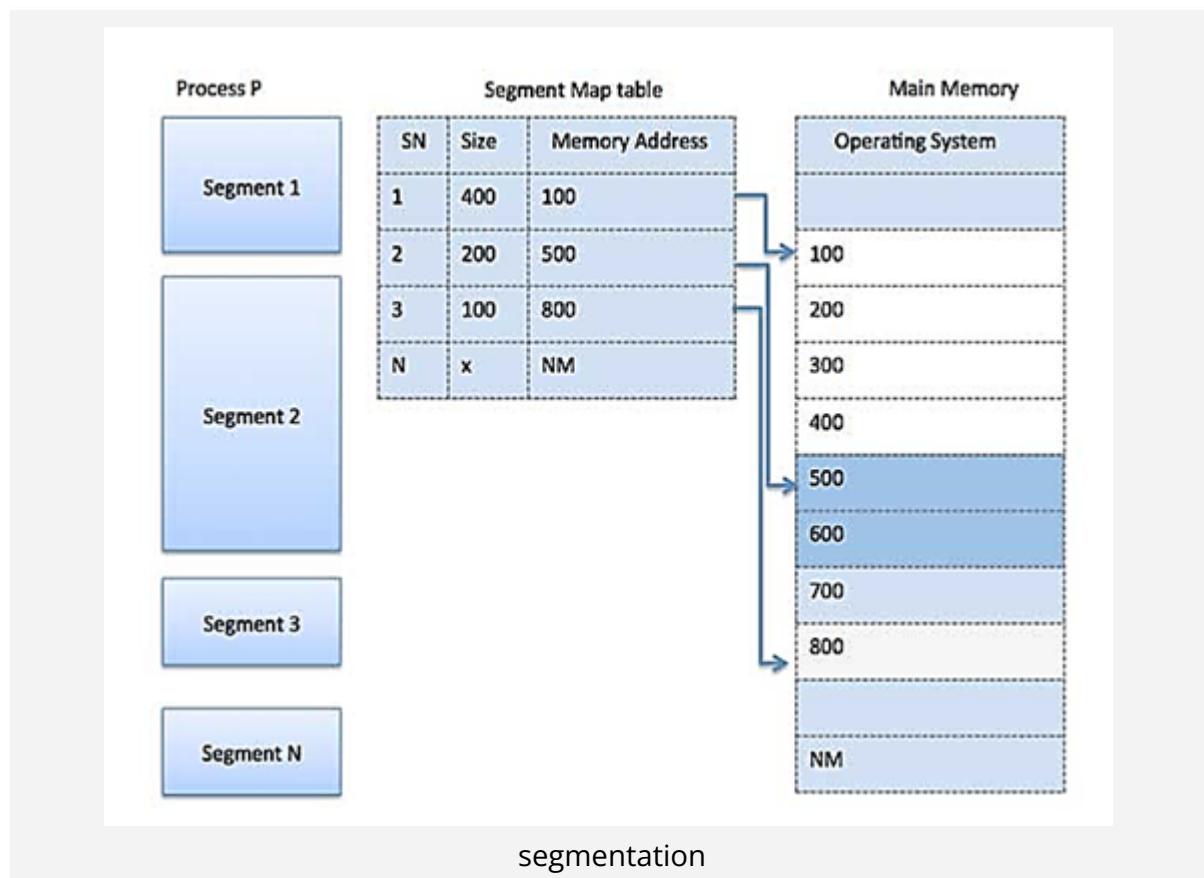 Process P
Segment Map table
Main Memory
Segment 1
Segment 2
Segment 3
Segment N
SN Size Memory Address
1 400 100
2 200 500
3 100 800
N x NM
Operating System
100
200
300
400
500
600
700
800
NM
segmentation